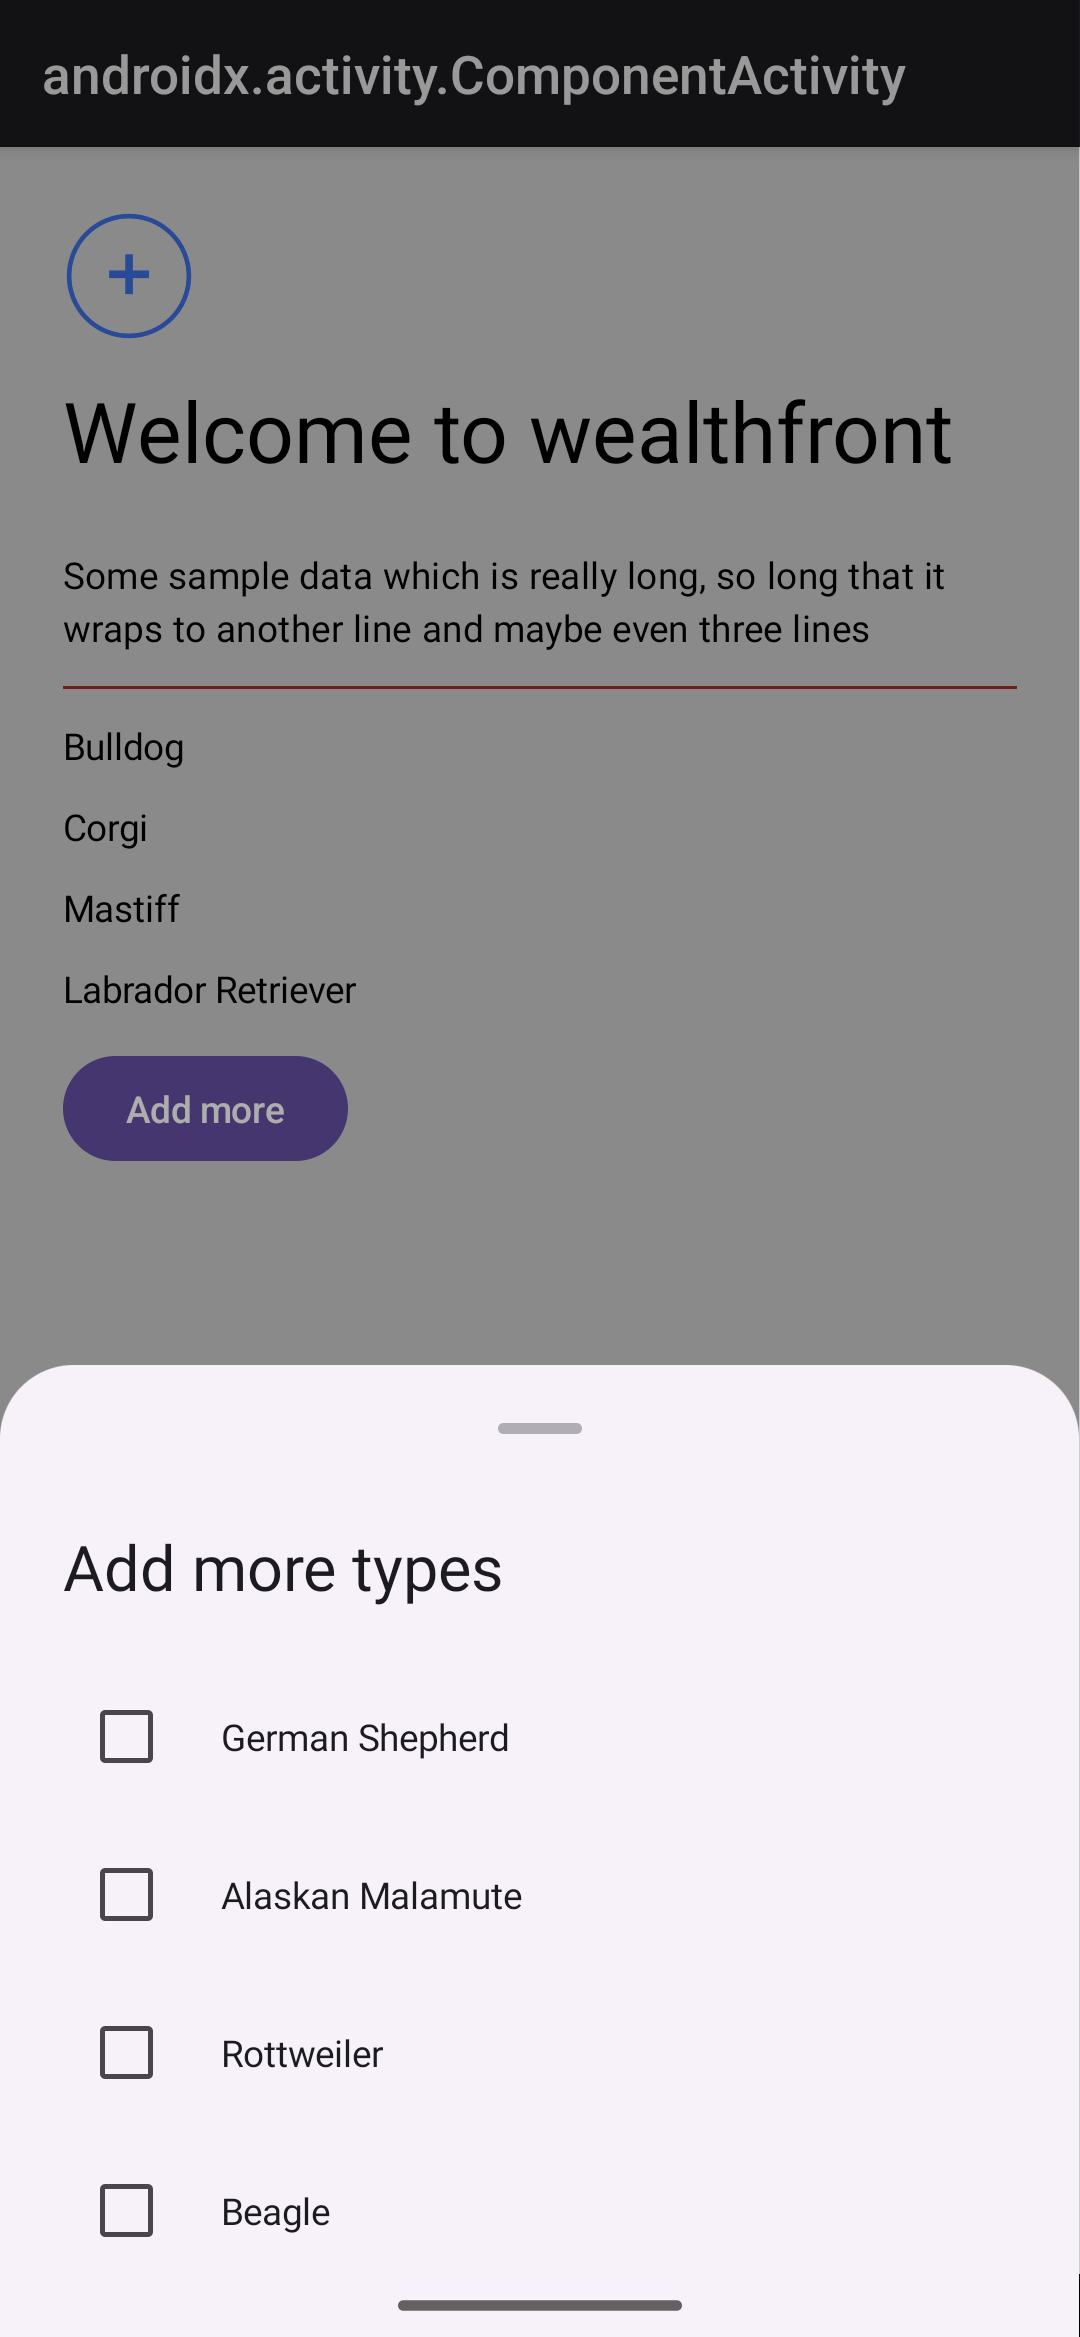 androidx.activity.ComponentActivity
+
Welcome to wealthfront
Some sample data which is really long, so long that it
wraps to another line and maybe even three lines
Bulldog
Corgi
Mastiff
Labrador Retriever
Add more
Add more types
German Shepherd
Alaskan Malamute
Rottweiler
Beagle